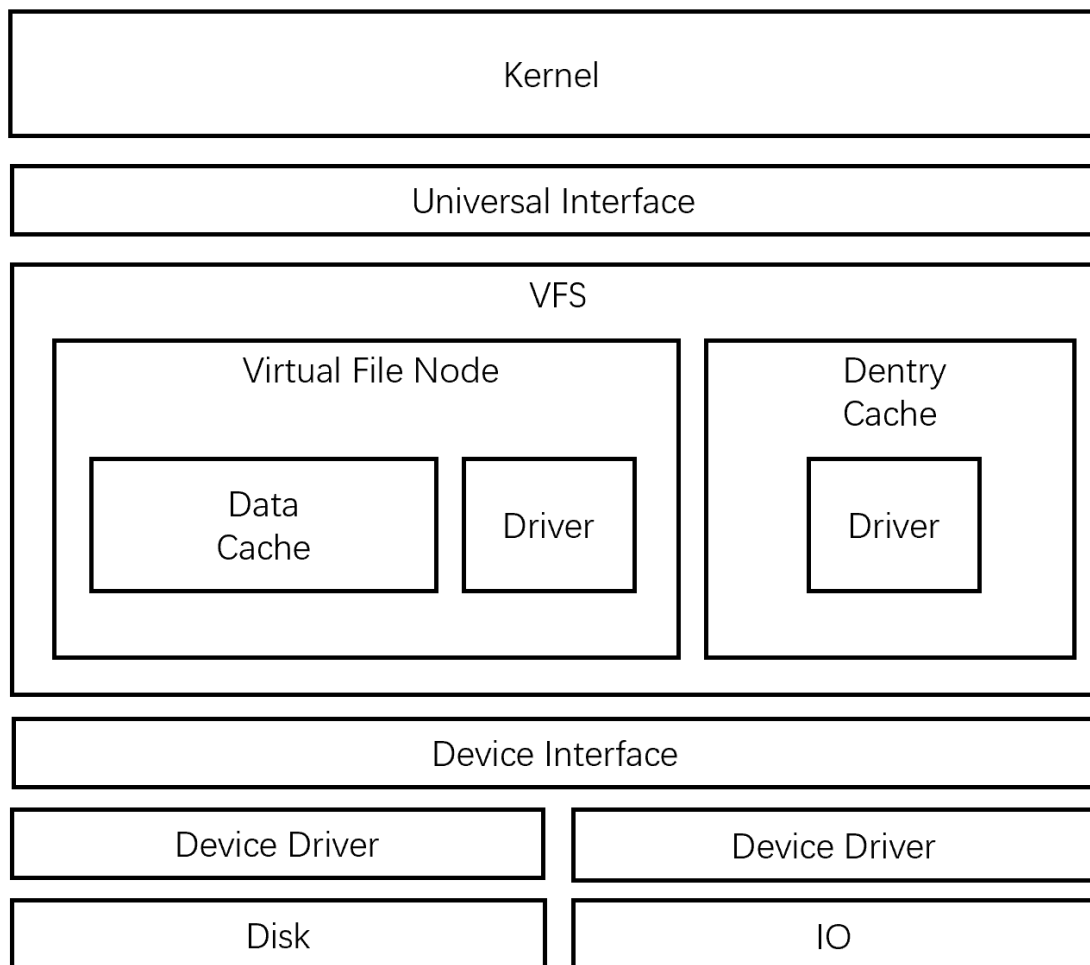 Kernel
Universal Interface
VFS
Virtual File Node
Data
Cache
Driver
Dentry
Cache
Driver
Device Interface
Device Driver
Device Driver
Disk
IO